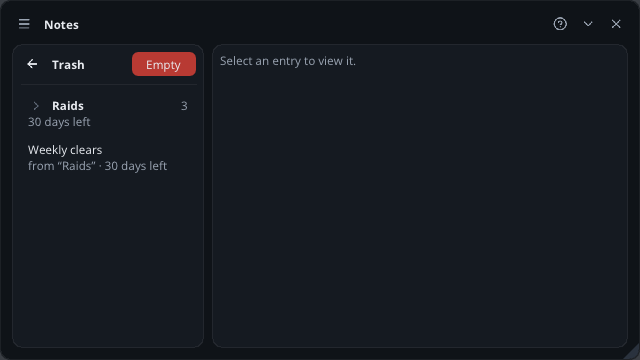 Notes
Trash
Empty
Raids 3
30 days left
Weekly clears
from “Raids” · 30 days left
Select an entry to view it.